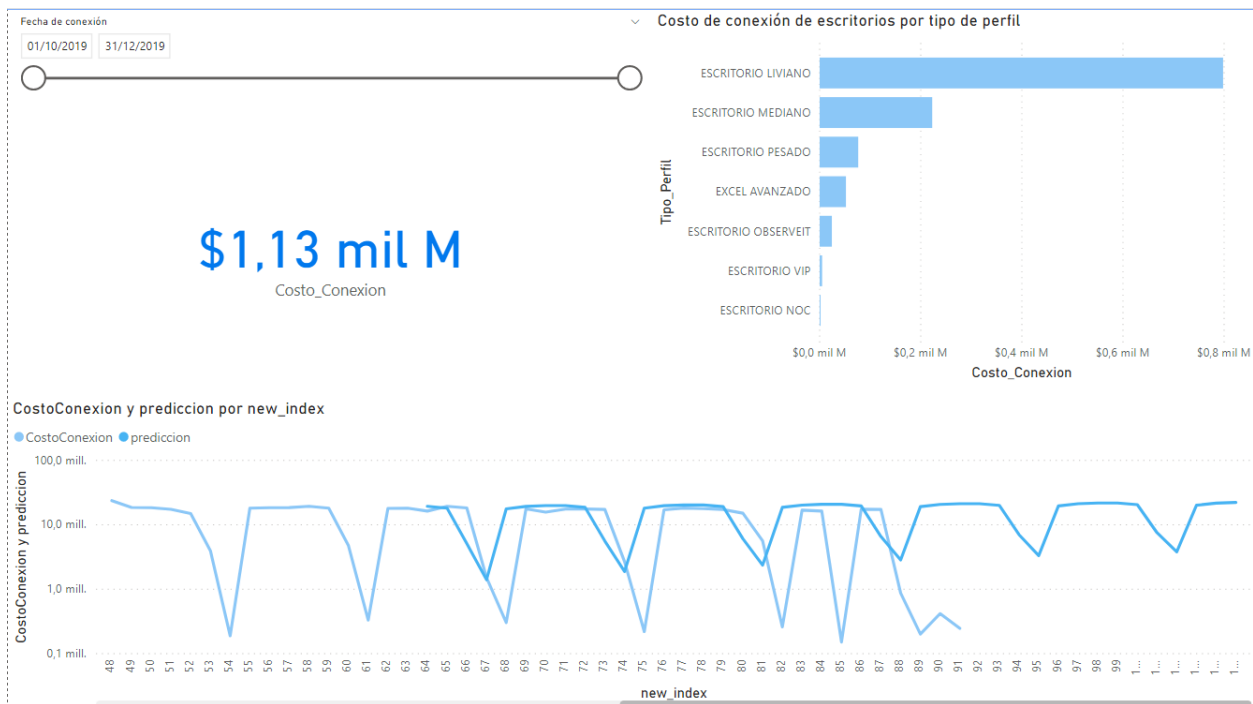 Fecha de conexión
01/10/2019 31/12/2019
$1,13 mil M
Costo_Conexion
Costo de conexión de escritorios por tipo de perfil
Tipo_Perfil
ESCRITORIO LIVIANO
ESCRITORIO MEDIANO
ESCRITORIO PESADO
EXCEL AVANZADO
ESCRITORIO OBSERVEIT
ESCRITORIO VIP
ESCRITORIO NOC
$0,0 mil M $0,2 mil M $0,4 mil M $0,6 mil M $0,8 mil M
Costo_Conexion
CostoConexion y prediccion por new_index
CostoConexion prediccion
CostoConexion y prediccion
100,0 mill.
10,0 mill.
1,0 mill.
0,1 mill.
48 49 50 51 52 53 54 55 56 57 58 59 60 61 62 63 64 65 66 67 68 69 70 71 72 73 74 75 76 77 78 79 80 81 82 83 84 85 86 87 88 89 90 91 92 93 94 95 96 97 98 99 1... 1... 1... 1... 1... 1...
new_index